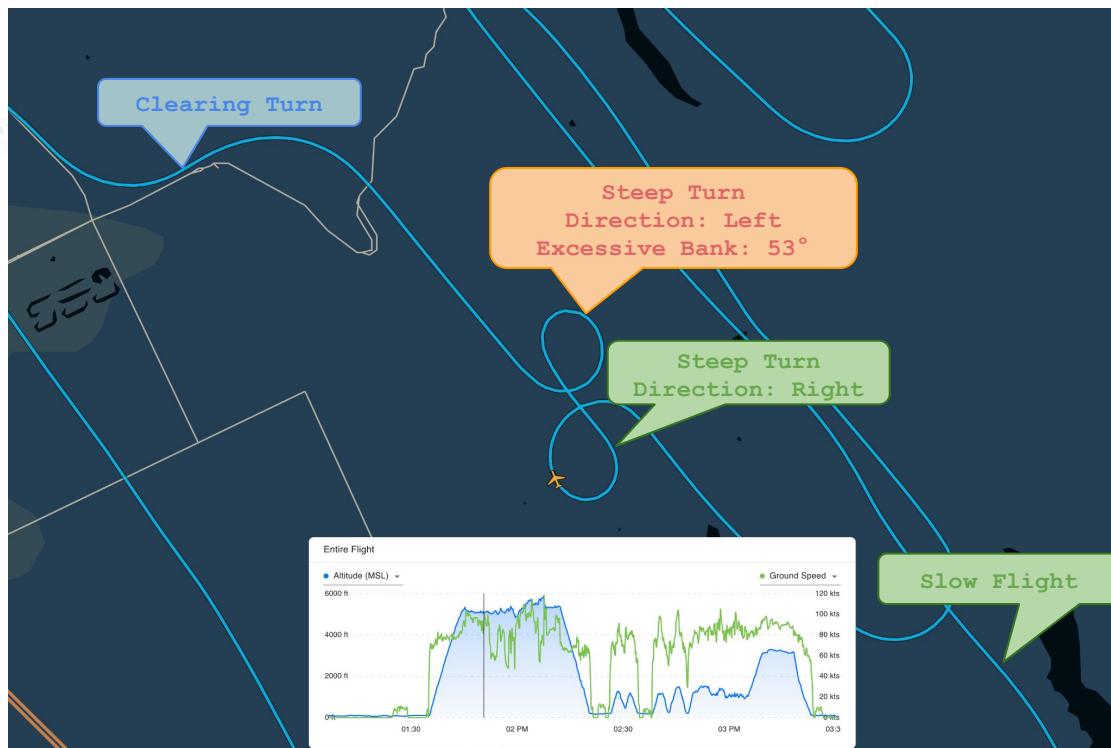 Clearing Turn
Steep Turn
Direction: Left
Excessive Bank: 53°
Steep Turn
Direction: Right
Slow Flight
Entire Flight
Altitude (MSL)
Ground Speed
6000 ft
120 kts
100 kts
4000 ft
80 kts
60 kts
2000 ft
40 kts
20 kts
0 ft
0 kts
01:30
02 PM
02:30
03 PM
03:3